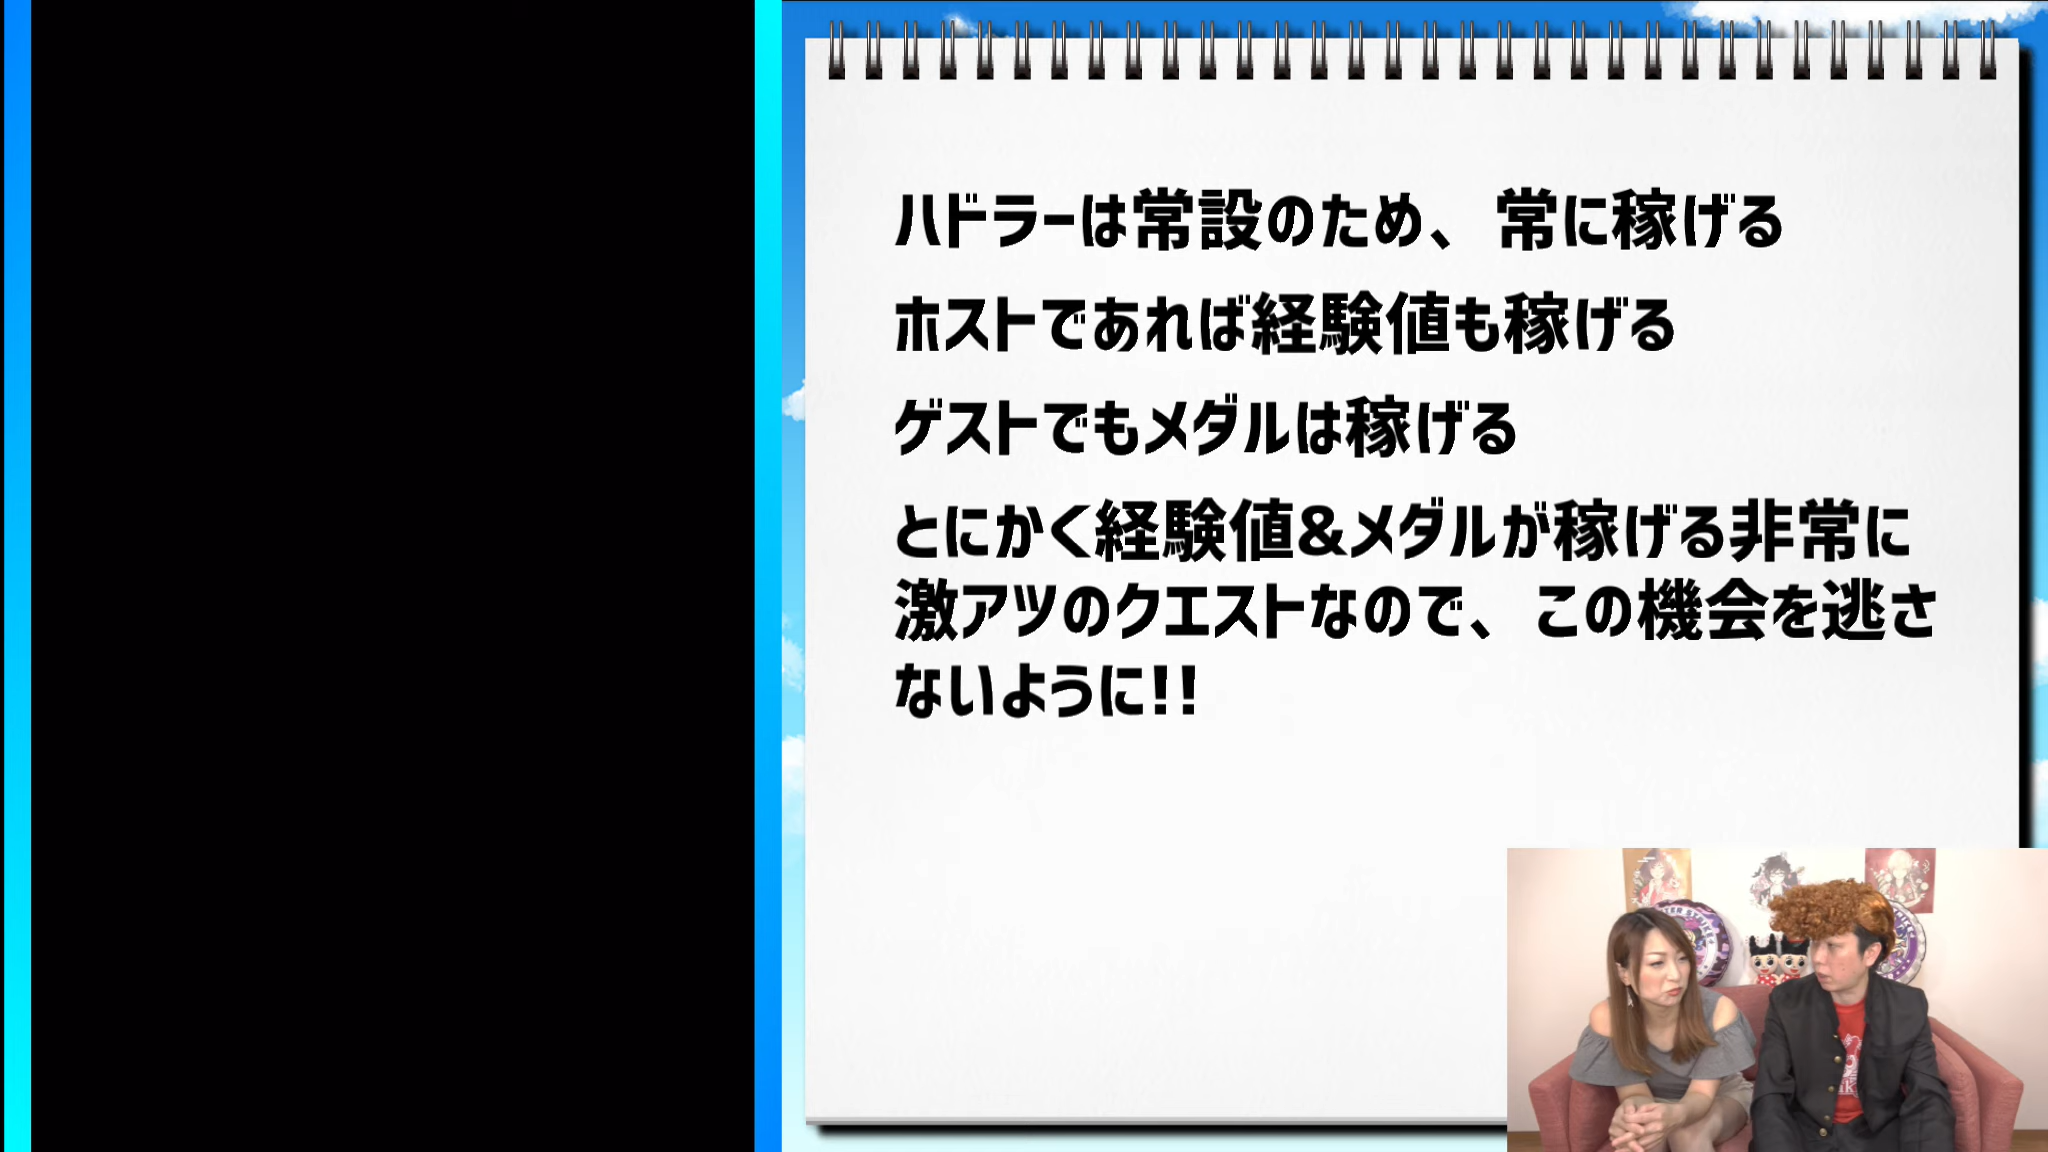 ハドラーは常設のため、常に稼げる
ホストであれば経験値も稼げる
ゲストでもメダルは稼げる
とにかく経験値&メダルが稼げる非常に
激アツのクエストなので、この機会を逃さ
ないように!!